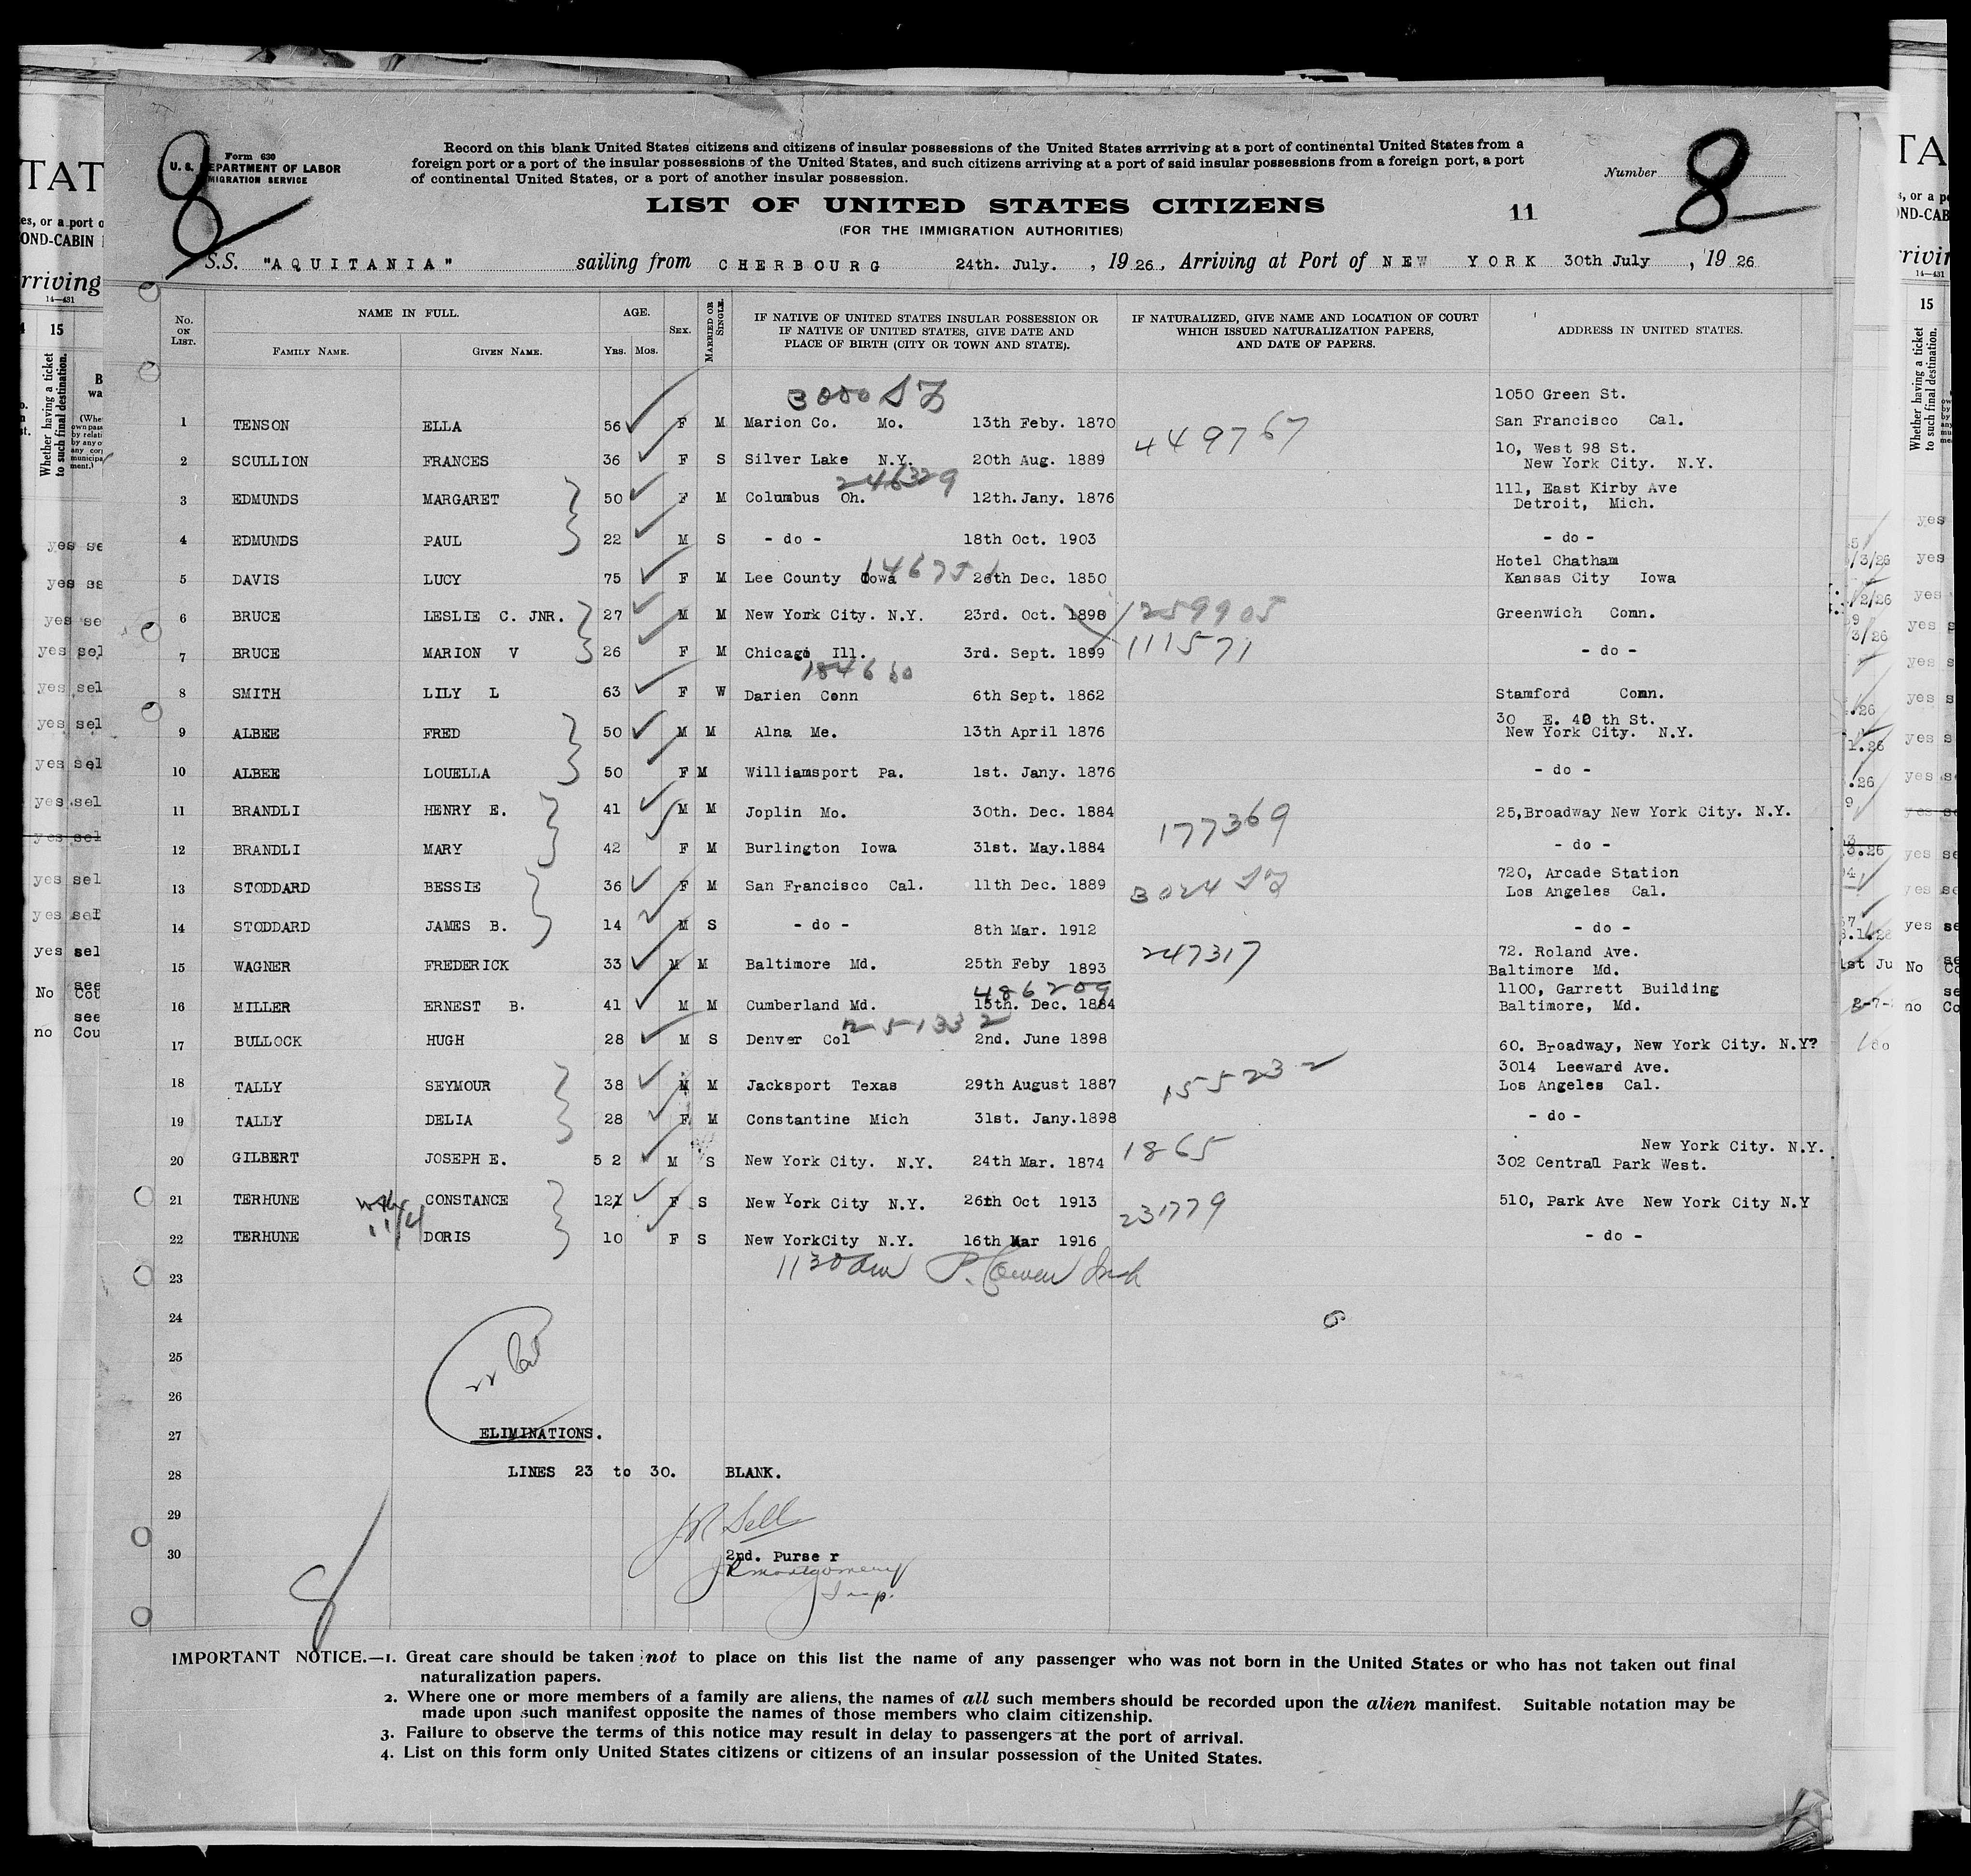 Form 630
U. S. DEPARTMENT OF LABOR
IMMIGRATION SERVICE
8
Record on this blank United States citizens and citizens of insular possessions of the United States arrriving at a port of continental United States from a
foreign port or a port of the insular possessions of the United States, and such citizens arriving at a port of said insular possessions from a foreign port, a port
of continental United States, or a port of another insular possession.
Number 8
LIST OF UNITED STATES CITIZENS
11
(FOR THE IMMIGRATION AUTHORITIES)
S.S. "AQUITANIA" sailing from CHERBOURG 24th. July. , 1926, Arriving at Port of NEW YORK 30th July , 1926
No. ON LIST. NAME IN FULL. FAMILY NAME. GIVEN NAME. AGE. YRS. MOS. SEX. MARRIED OR SINGLE. IF NATIVE OF UNITED STATES INSULAR POSSESSION OR IF NATIVE OF UNITED STATES, GIVE DATE AND PLACE OF BIRTH (CITY OR TOWN AND STATE). IF NATURALIZED, GIVE NAME AND LOCATION OF COURT WHICH ISSUED NATURALIZATION PAPERS, AND DATE OF PAPERS. ADDRESS IN UNITED STATES.
3000 SF
1050 Green St.
1 TENSON ELLA 56 F M Marion Co. Mo. 13th Feby. 1870 449767 San Francisco Cal.
10, West 98 St.
2 SCULLION FRANCES 36 F S Silver Lake N.Y. 20th Aug. 1889 New York City. N.Y.
246329
111, East Kirby Ave
3 EDMUNDS MARGARET 50 F M Columbus Oh. 12th. Jany. 1876 Detroit, Mich.
4 EDMUNDS PAUL 22 M S - do - 18th Oct. 1903 - do -
Hotel Chatham
5 DAVIS LUCY 75 F M Lee County Iowa 26th Dec. 1850 Kansas City Iowa
6 BRUCE LESLIE C. JNR. 27 M M New York City. N.Y. 23rd. Oct. 1898 259905 Greenwich Conn.
7 BRUCE MARION V 26 F M Chicago Ill. 3rd. Sept. 1899 111571 - do -
184660
8 SMITH LILY L 63 F W Darien Conn 6th Sept. 1862 Stamford Conn.
30 E. 40 th St.
9 ALBEE FRED 50 M M Alna Me. 13th April 1876 New York City. N.Y.
10 ALBEE LOUELLA 50 F M Williamsport Pa. 1st. Jany. 1876 - do -
11 BRANDLI HENRY E. 41 M M Joplin Mo. 30th. Dec. 1884 177369 25,Broadway New York City. N.Y.
12 BRANDLI MARY 42 F M Burlington Iowa 31st. May.1884 - do -
720, Arcade Station
13 STODDARD BESSIE 36 F M San Francisco Cal. 11th Dec. 1889 3024 SF Los Angeles Cal.
14 STODDARD JAMES B. 14 M S - do - 8th Mar. 1912 - do -
72. Roland Ave.
15 WAGNER FREDERICK 33 M M Baltimore Md. 25th Feby 1893 247317 Baltimore Md.
486209
1100, Garrett Building
16 MILLER ERNEST B. 41 M M Cumberland Md. 15th. Dec. 1884 Baltimore, Md.
251332
17 BULLOCK HUGH 28 M S Denver Col 2nd. June 1898 60. Broadway, New York City. N.Y?
3014 Leeward Ave.
18 TALLY SEYMOUR 38 M M Jacksport Texas 29th August 1887 155232 Los Angeles Cal.
19 TALLY DELIA 28 F M Constantine Mich 31st. Jany.1898 - do -
New York City. N.Y.
20 GILBERT JOSEPH E. 52 M S New York City. N.Y. 24th Mar. 1874 1865 302 Central Park West.
21 TERHUNE CONSTANCE 12 F S New York City N.Y. 26th Oct 1913 231779 510, Park Ave New York City N.Y
11/4
22 TERHUNE DORIS 10 F S New YorkCity N.Y. 16th Mar 1916 - do -
1130 am P. Cowen Insp
23
24
25
26
27 ELIMINATIONS.
28 LINES 23 to 30. BLANK.
29
30 2nd. Purse r
JR Montgomery
Insp.
8
IMPORTANT NOTICE.—1. Great care should be taken not to place on this list the name of any passenger who was not born in the United States or who has not taken out final
naturalization papers.
2. Where one or more members of a family are aliens, the names of all such members should be recorded upon the alien manifest. Suitable notation may be
made upon such manifest opposite the names of those members who claim citizenship.
3. Failure to observe the terms of this notice may result in delay to passengers at the port of arrival.
4. List on this form only United States citizens or citizens of an insular possession of the United States.